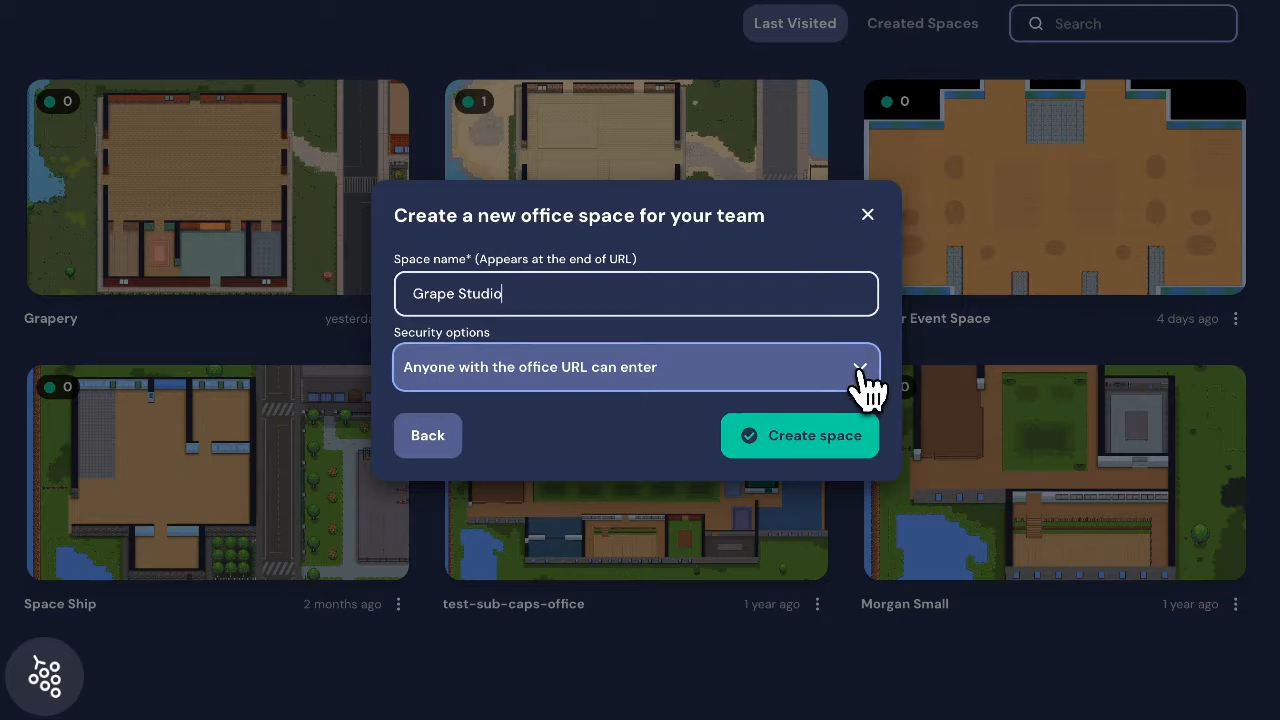 Last Visited
Created Spaces
Search
0
1
0
Create a new office space for your team
Space name* (Appears at the end of URL)
Grape Studio
Security options
Anyone with the office URL can enter
Back
Create space
Grapery
Event Space
4 days ago
0
Space Ship
2 months ago
test-sub-caps-office
1 year ago
Morgan Small
1 year ago